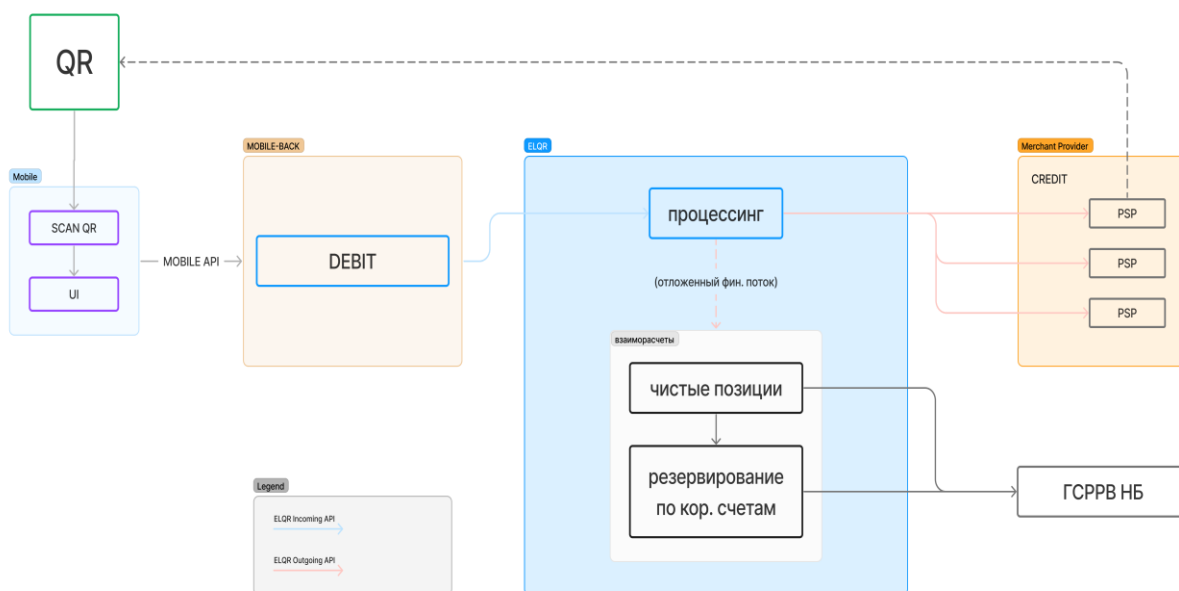 QR
Mobile
SCAN QR
UI
MOBILE API
MOBILE-BACK
DEBIT
ELQR
процессинг
(отложенный фин. поток)
взаиморасчеты
чистые позиции
резервирование
по кор. счетам
Merchant Provider
CREDIT
PSP
PSP
PSP
ГСРРВ НБ
Legend
ELQR Incoming API
ELQR Outgoing API